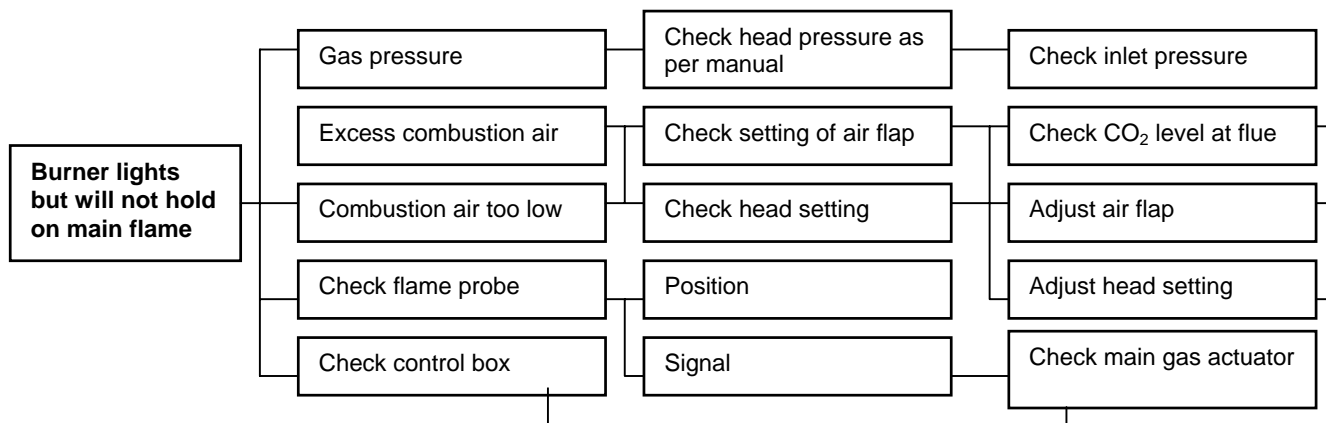 Burner lights
but will not hold
on main flame
Gas pressure
Check head pressure as
per manual
Check inlet pressure
Excess combustion air
Check setting of air flap
Check CO₂ level at flue
Combustion air too low
Check head setting
Adjust air flap
Check flame probe
Position
Adjust head setting
Check control box
Signal
Check main gas actuator